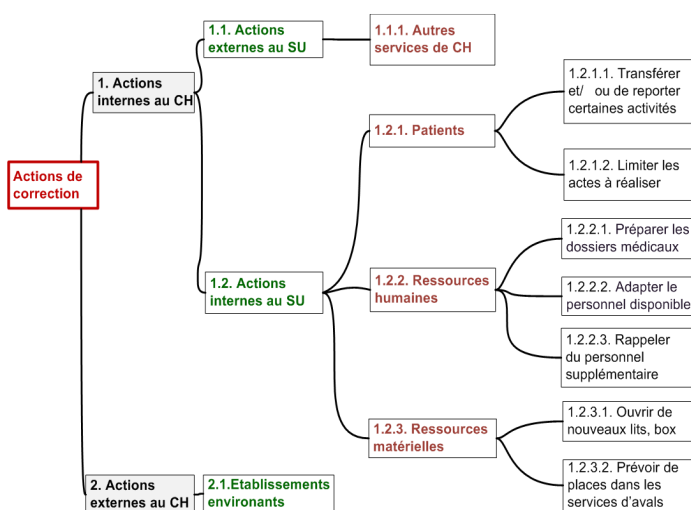 Actions de
correction
1. Actions
internes au CH
1.1. Actions
externes au SU
1.1.1. Autres
services de CH
1.2. Actions
internes au SU
1.2.1. Patients
1.2.1.1. Transférer
et/ ou de reporter
certaines activités
1.2.1.2. Limiter les
actes à réaliser
1.2.2. Ressources
humaines
1.2.2.1. Préparer les
dossiers médicaux
1.2.2.2. Adapter le
personnel disponible
1.2.2.3. Rappeler
du personnel
supplémentaire
1.2.3. Ressources
matérielles
1.2.3.1. Ouvrir de
nouveaux lits, box
1.2.3.2. Prévoir de
places dans les
services d'avals
2. Actions
externes au CH
2.1.Etablissements
environants